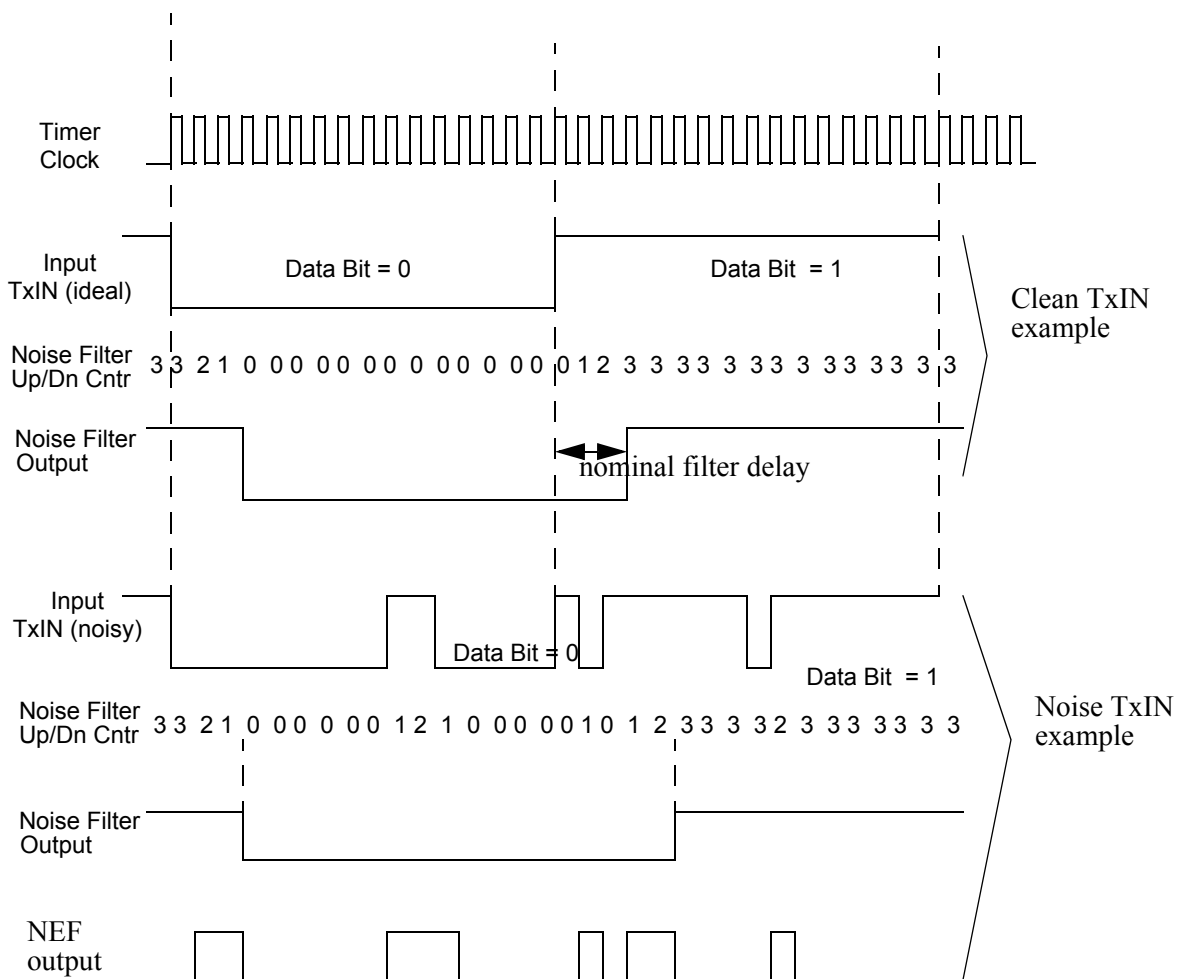 Timer
Clock
Input
TxIN (ideal)
Data Bit = 0
Data Bit = 1
Clean TxIN
example
Noise Filter
Up/Dn Cntr
3 3 2 1 0 0 0 0 0 0 0 0 0 0 0 0 0 0 1 2 3 3 3 3 3 3 3 3 3 3 3 3 3 3
Noise Filter
Output
nominal filter delay
Input
TxIN (noisy)
Data Bit = 0
Data Bit = 1
Noise Filter
Up/Dn Cntr
3 3 2 1 0 0 0 0 0 0 1 2 1 0 0 0 0 0 1 0 1 2 3 3 3 3 2 3 3 3 3 3 3 3
Noise TxIN
example
Noise Filter
Output
NEF
output